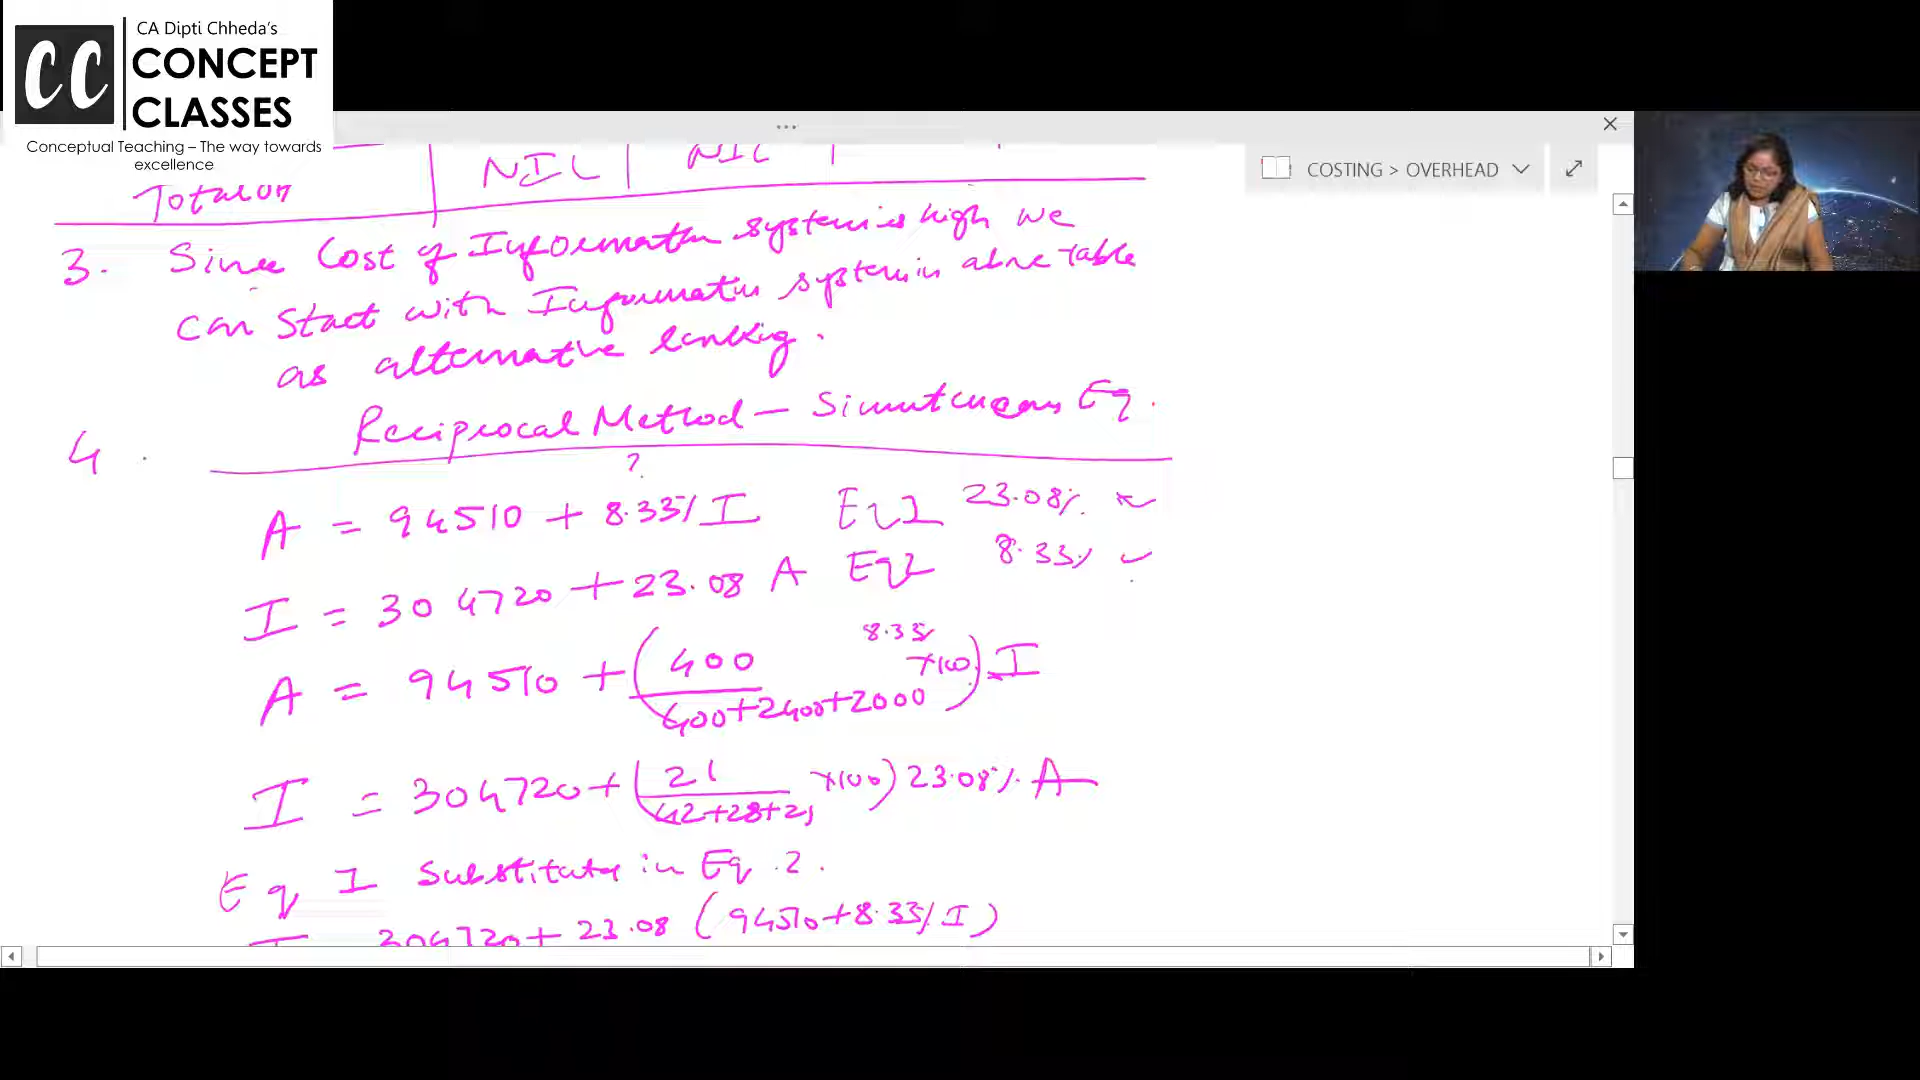 CA Dipti Chheda's
CC CONCEPT
CLASSES
Conceptual Teaching – The way towards
excellence
COSTING > OVERHEAD
NIL NIL
Total OH
3. Since Cost of Information system is high we
can start with Information system in above table
as alternative ranking.
4. Reciprocal Method – Simultaneous Eq.
?
A = 94510 + 8.33% I Eq 1 23.08%
I = 304720 + 23.08 A Eq 2 8.33%
8.33%
A = 94510 + (400 / 400+2400+2000 ×100) I
I = 304720 + (21 / 42+28+21 ×100) 23.08% A
Eq I Substitute in Eq. 2.
I 304720 + 23.08 (94510 + 8.33% I)